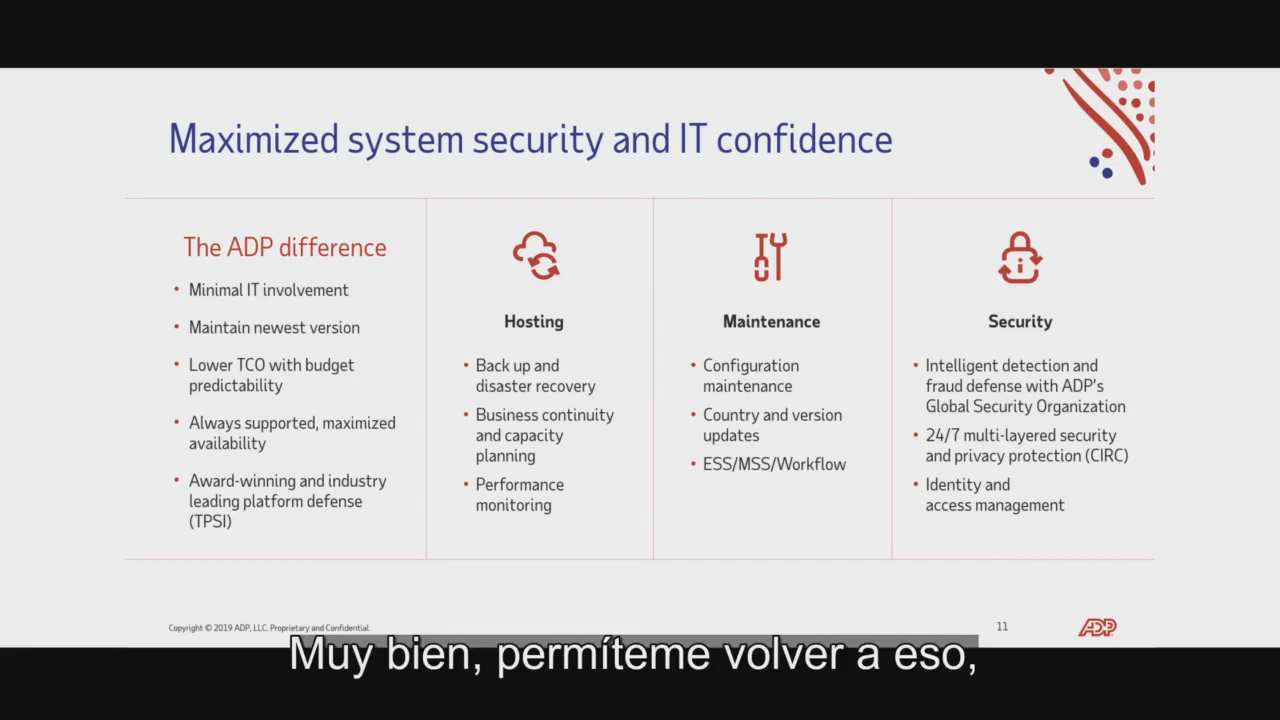 Maximized system security and IT confidence
The ADP difference
• Minimal IT involvement
• Maintain newest version
• Lower TCO with budget
predictability
• Always supported, maximized
availability
• Award-winning and industry
leading platform defense
(TPSI)
Hosting
• Back up and
disaster recovery
• Business continuity
and capacity
planning
• Performance
monitoring
Maintenance
• Configuration
maintenance
• Country and version
updates
• ESS/MSS/Workflow
Security
• Intelligent detection and
fraud defense with ADP's
Global Security Organization
• 24/7 multi-layered security
and privacy protection (CIRC)
• Identity and
access management
Copyright © 2019 ADP, LLC. Proprietary and Confidential.
11
ADP
Muy bien, permíteme volver a eso,